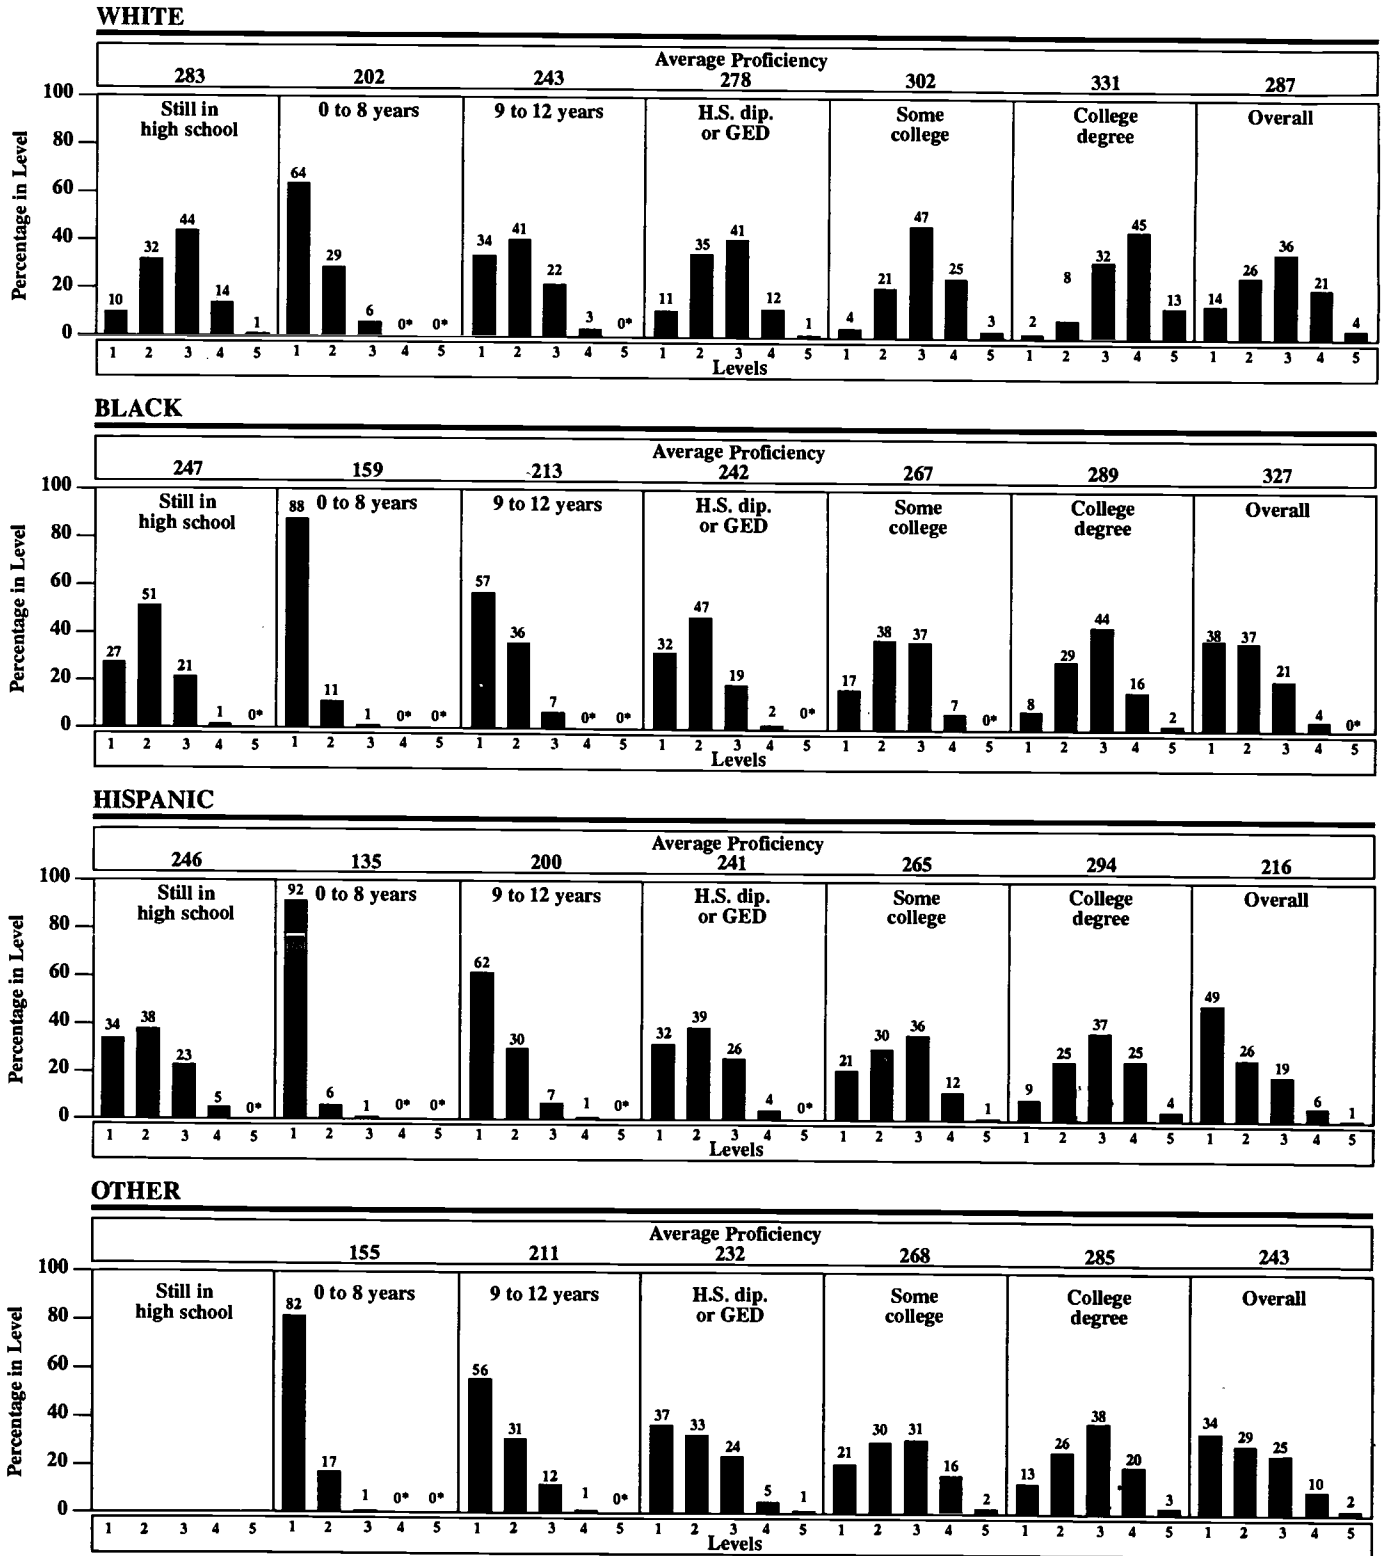 WHITE
Average Proficiency
283 202 243 278 302 331 287
Still in high school 0 to 8 years 9 to 12 years H.S. dip. or GED Some college College degree Overall
Percentage in Level
100
80
60
40
20
0
10 32 44 14 1
64 29 6 0* 0*
34 41 22 3 0*
11 35 41 12 1
4 21 47 25 3
2 8 32 45 13
14 26 36 21 4
1 2 3 4 5 1 2 3 4 5 1 2 3 4 5 1 2 3 4 5 1 2 3 4 5 1 2 3 4 5 1 2 3 4 5
Levels
BLACK
Average Proficiency
247 159 213 242 267 289 327
Still in high school 0 to 8 years 9 to 12 years H.S. dip. or GED Some college College degree Overall
Percentage in Level
100
80
60
40
20
0
27 51 21 1 0*
88 11 1 0* 0*
57 36 7 0* 0*
32 47 19 2 0*
17 38 37 7 0*
8 29 44 16 2
38 37 21 4 0*
1 2 3 4 5 1 2 3 4 5 1 2 3 4 5 1 2 3 4 5 1 2 3 4 5 1 2 3 4 5 1 2 3 4 5
Levels
HISPANIC
Average Proficiency
246 135 200 241 265 294 216
Still in high school 0 to 8 years 9 to 12 years H.S. dip. or GED Some college College degree Overall
Percentage in Level
100
80
60
40
20
0
34 38 23 5 0*
92 6 1 0* 0*
62 30 7 1 0*
32 39 26 4 0*
21 30 36 12 1
9 25 37 25 4
49 26 19 6 1
1 2 3 4 5 1 2 3 4 5 1 2 3 4 5 1 2 3 4 5 1 2 3 4 5 1 2 3 4 5 1 2 3 4 5
Levels
OTHER
Average Proficiency
155 211 232 268 285 243
Still in high school 0 to 8 years 9 to 12 years H.S. dip. or GED Some college College degree Overall
Percentage in Level
100
80
60
40
20
0
82 17 1 0* 0*
56 31 12 1 0*
37 33 24 5 1
21 30 31 16 2
13 26 38 20 3
34 29 25 10 2
1 2 3 4 5 1 2 3 4 5 1 2 3 4 5 1 2 3 4 5 1 2 3 4 5 1 2 3 4 5 1 2 3 4 5
Levels